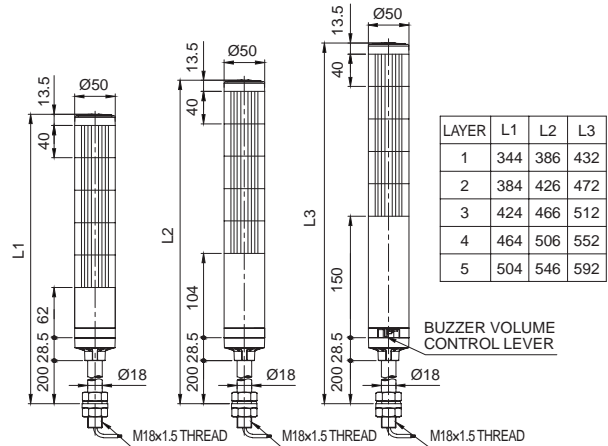 Ø50
13.5
40
L1
62
28.5
200
Ø18
M18x1.5 THREAD
Ø50
13.5
40
L2
104
28.5
200
Ø18
M18x1.5 THREAD
Ø50
13.5
40
L3
150
28.5
200
Ø18
M18x1.5 THREAD
BUZZER VOLUME
CONTROL LEVER
LAYER L1 L2 L3
1 344 386 432
2 384 426 472
3 424 466 512
4 464 506 552
5 504 546 592